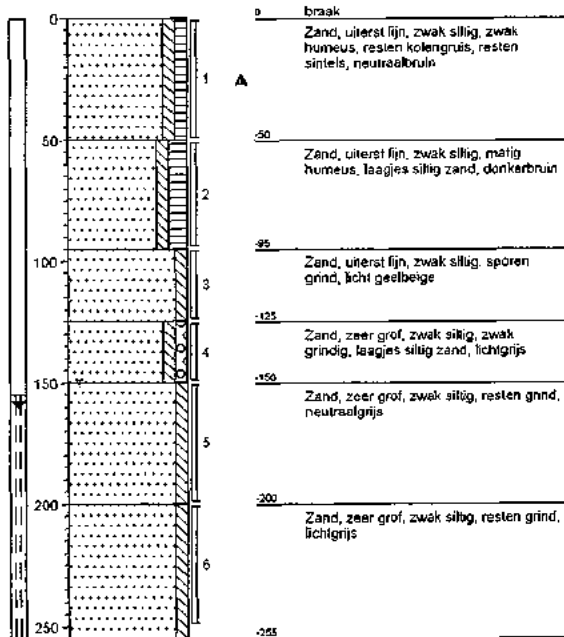 0
braak
Zand, uiterst fijn, zwak siltig, zwak
humeus, resten kolengruis, resten
sintels, neutraalbruin
1
A
50
-50
Zand, uiterst fijn, zwak siltig, matig
humeus, laagjes siltig zand, donkerbruin
2
-95
100
Zand, uiterst fijn, zwak siltig, sporen
grind, licht geelbeige
3
-125
Zand, zeer grof, zwak siltig, zwak
grindig, laagjes siltig zand, lichtgrijs
4
150
-150
Zand, zeer grof, zwak siltig, resten grind,
neutraalgrijs
5
200
-200
Zand, zeer grof, zwak siltig, resten grind,
lichtgrijs
6
250
-255